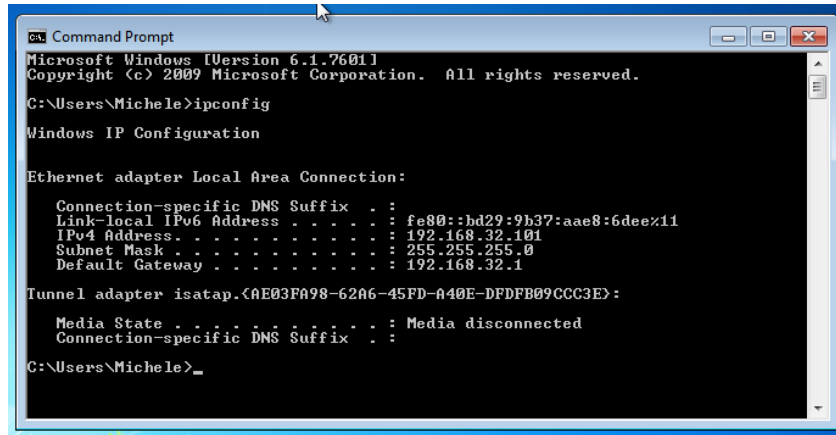 Command Prompt
Microsoft Windows [Version 6.1.7601]
Copyright (c) 2009 Microsoft Corporation.  All rights reserved.
C:\Users\Michele>ipconfig
Windows IP Configuration
Ethernet adapter Local Area Connection:
Connection-specific DNS Suffix  . :
Link-local IPv6 Address . . . . . : fe80::bd29:9b37:aae8:6dee%11
IPv4 Address. . . . . . . . . . . : 192.168.32.101
Subnet Mask . . . . . . . . . . . : 255.255.255.0
Default Gateway . . . . . . . . . : 192.168.32.1
Tunnel adapter isatap.{AE03FA98-62A6-45FD-A40E-DFDFB09CCC3E}:
Media State . . . . . . . . . . . : Media disconnected
Connection-specific DNS Suffix  . :
C:\Users\Michele>_